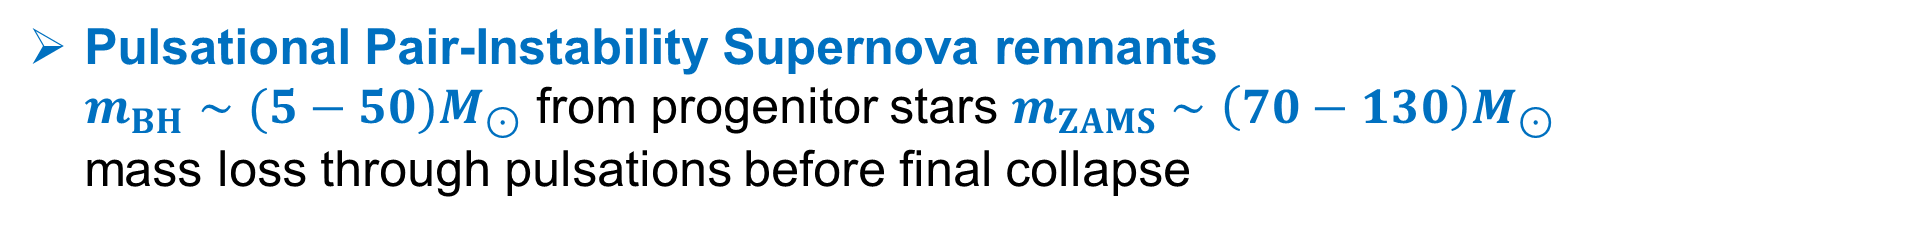 ➢ Pulsational Pair-Instability Supernova remnants
m_BH ~ (5 − 50)M_⊙ from progenitor stars m_ZAMS ~ (70 − 130)M_⊙
mass loss through pulsations before final collapse